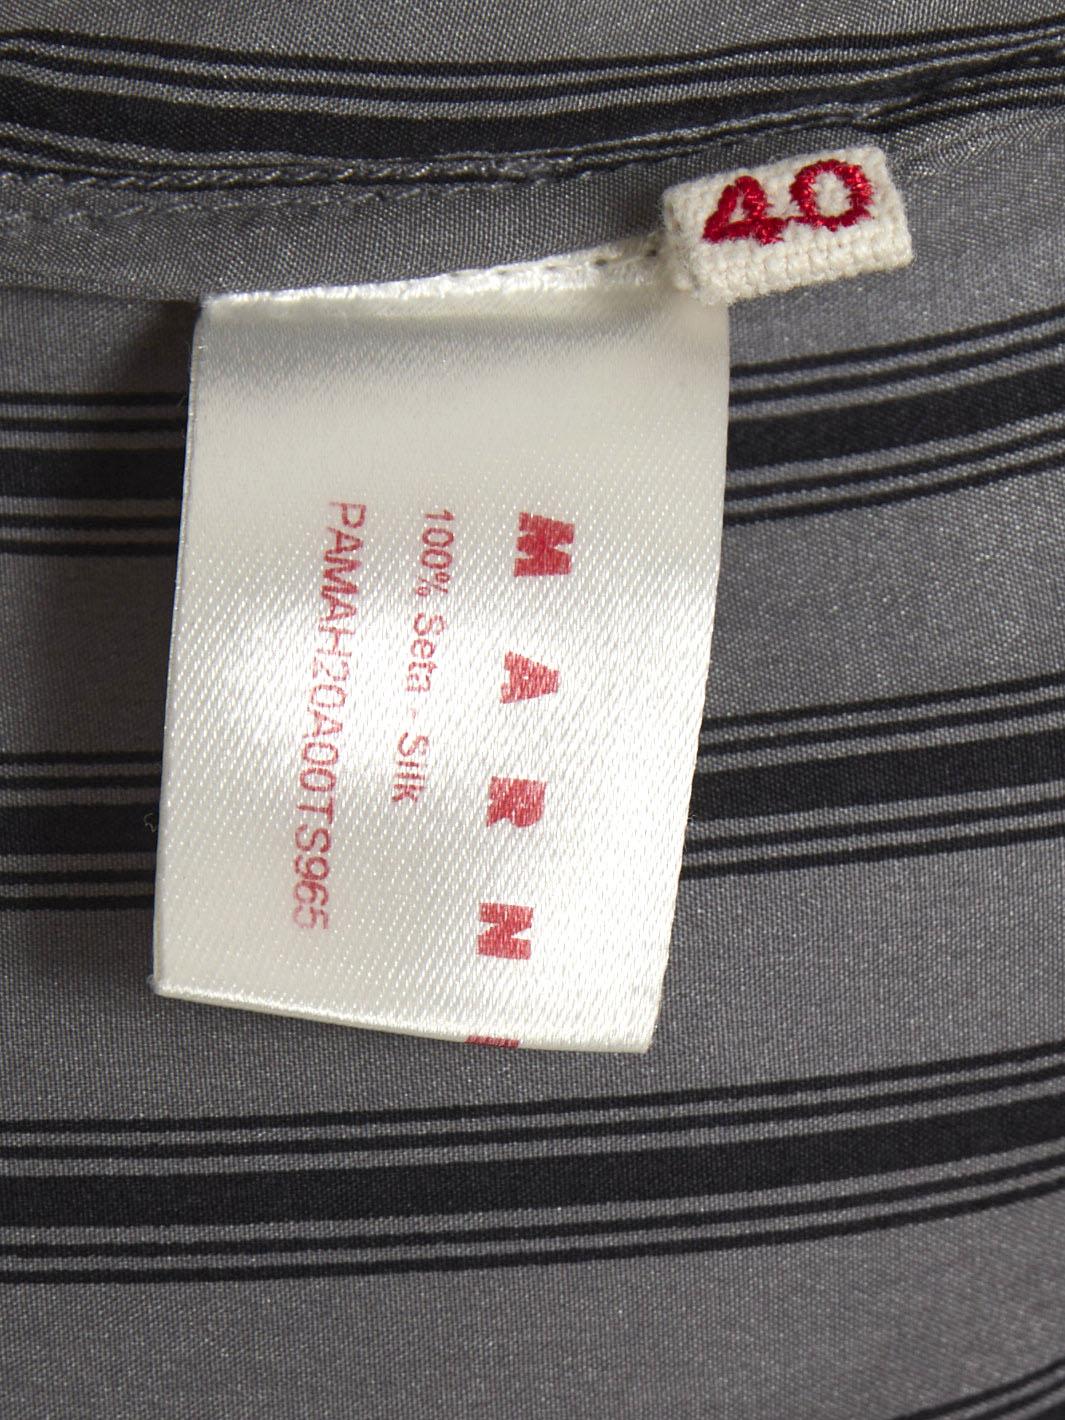 40
MARNI
100% Seta - Silk
PAMAH20A00TS965